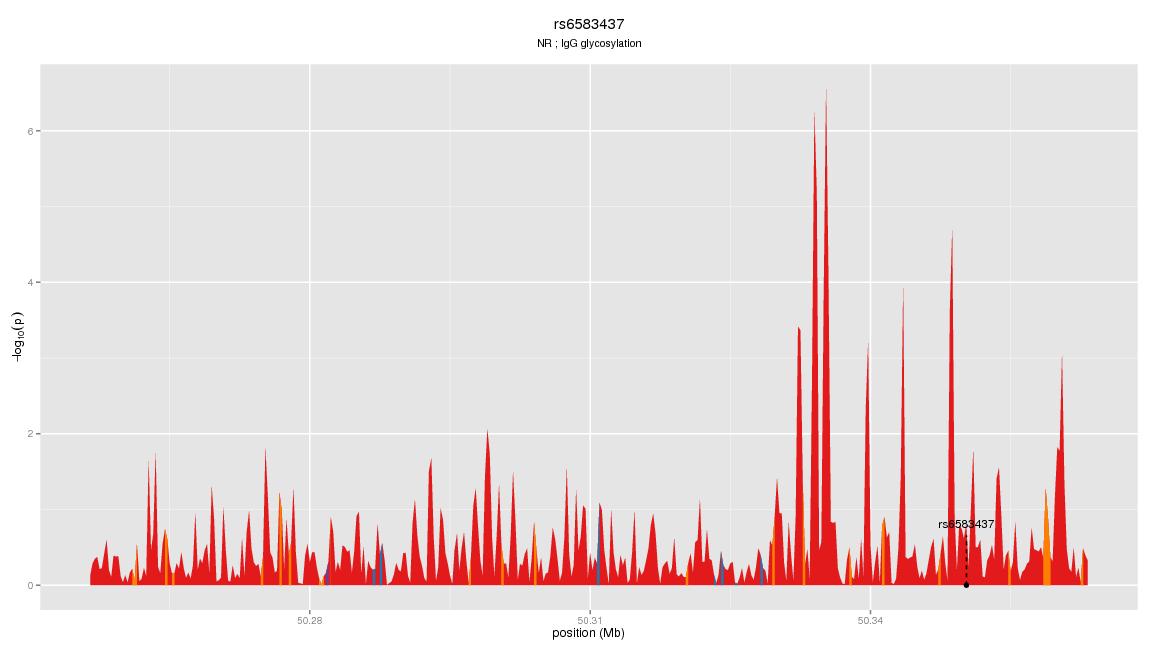 rs6583437
NR ; IgG glycosylation
6
4
2
0
−log10(p)
rs6583437
50.28
50.31
50.34
position (Mb)